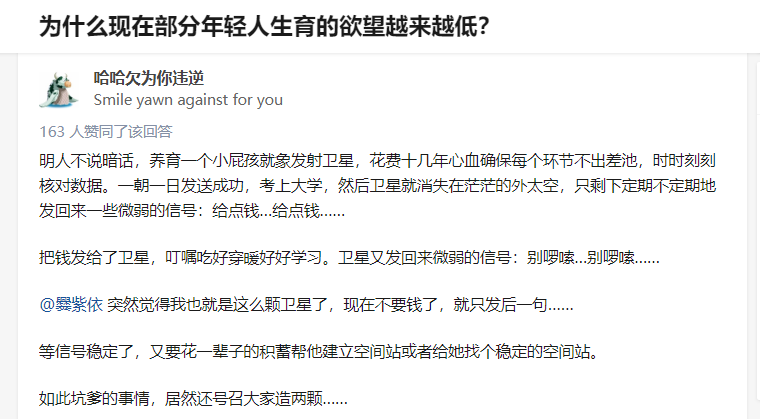 为什么现在部分年轻人生育的欲望越来越低？
哈哈欠为你违逆
Smile yawn against for you
163 人赞同了该回答
明人不说暗话，养育一个小屁孩就象发射卫星，花费十几年心血确保每个环节不出差池，时时刻刻
核对数据。一朝一日发送成功，考上大学，然后卫星就消失在茫茫的外太空，只剩下定期不定期地
发回来一些微弱的信号：给点钱...给点钱......
把钱发给了卫星，叮嘱吃好穿暖好好学习。卫星又发回来微弱的信号：别啰嗦...别啰嗦......
@爨紫依 突然觉得我也就是这么颗卫星了，现在不要钱了，就只发后一句......
等信号稳定了，又要花一辈子的积蓄帮他建立空间站或者给她找个稳定的空间站。
如此坑爹的事情，居然还号召大家造两颗......